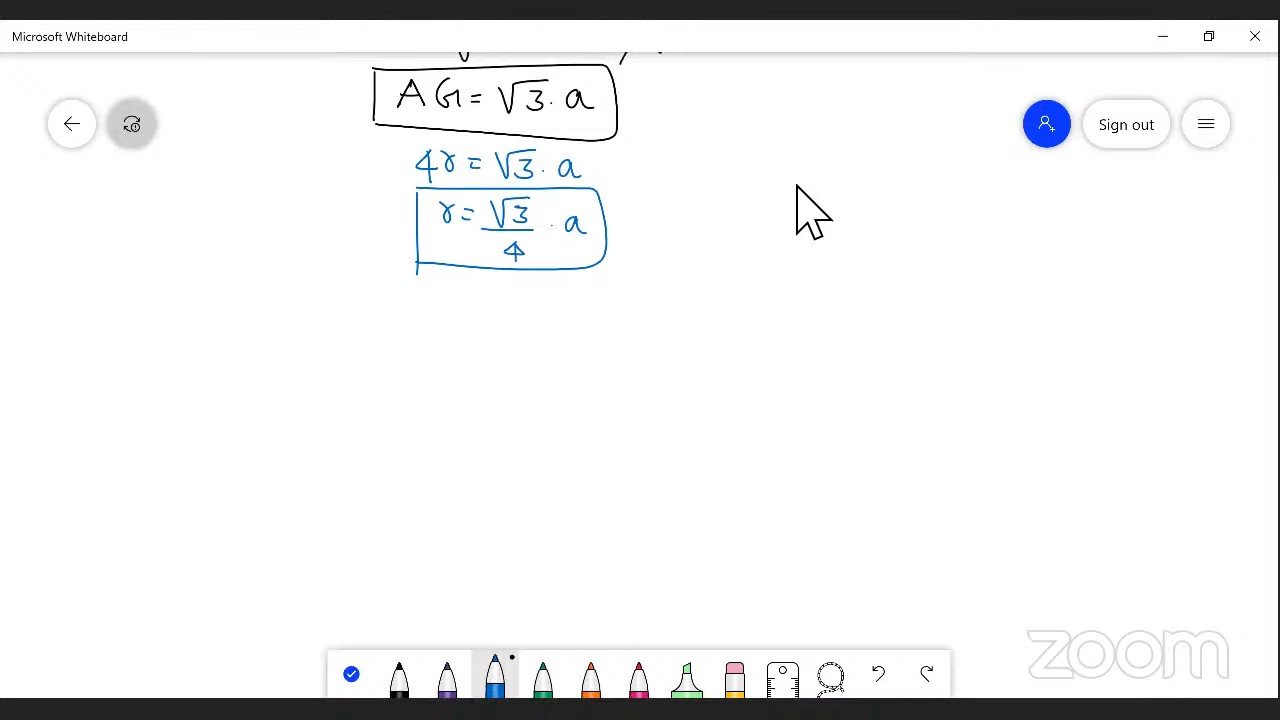 Microsoft Whiteboard
AG = √3 . a
Sign out
4r = √3 . a
r = √3/4 . a
zoom